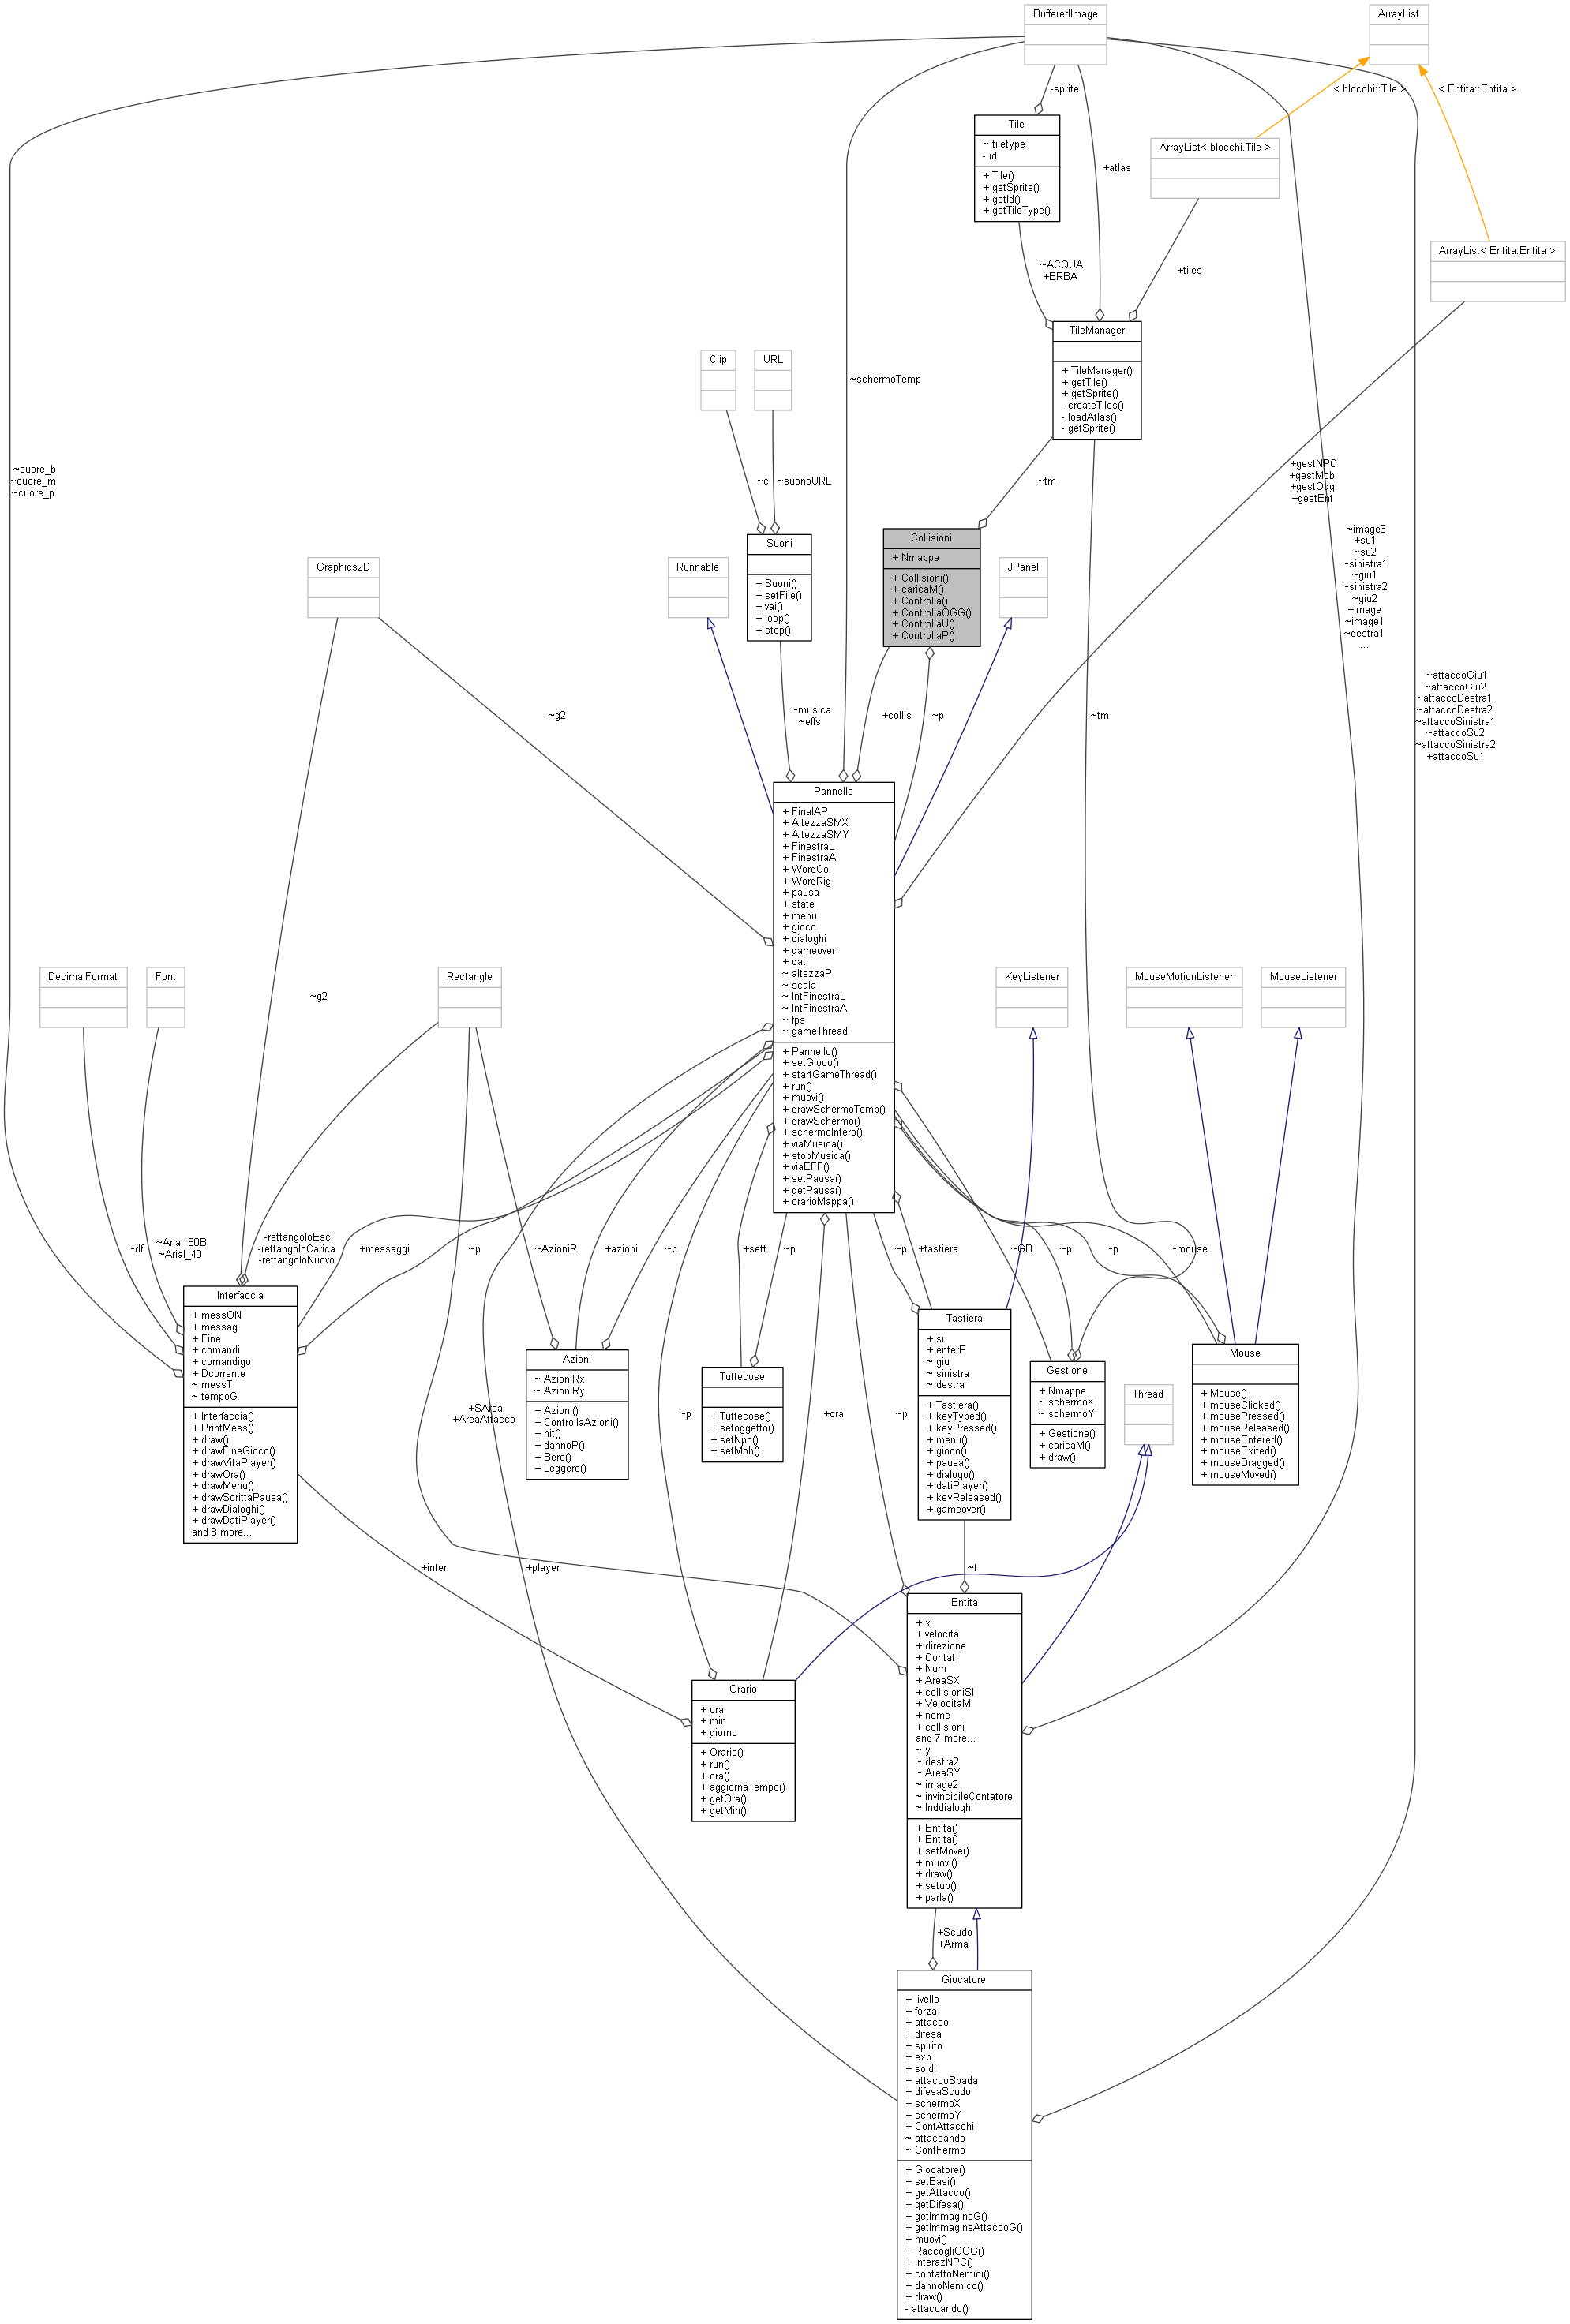 BufferedImage
ArrayList
-sprite
< blocchi::Tile >
< Entita::Entita >
Tile
~ tiletype
- id
+ Tile()
+ getSprite()
+ getId()
+ getTileType()
+atlas
ArrayList< blocchi.Tile >
ArrayList< Entita.Entita >
~ACQUA
+ERBA
+tiles
TileManager
+ TileManager()
+ getTile()
+ getSprite()
- createTiles()
- loadAtlas()
- getSprite()
Clip
URL
~schermoTemp
~cuore_b
~cuore_m
~cuore_p
~c
~suonoURL
~tm
+gestNPC
+gestMob
+gestOgg
+gestEnt
~image3
+su1
~su2
~sinistra1
~giu1
~sinistra2
~giu2
+image
~image1
~destra1
...
Suoni
+ Suoni()
+ setFile()
+ vai()
+ loop()
+ stop()
Collisioni
+ Nmappe
+ Collisioni()
+ caricaM()
+ Controlla()
+ ControllaOGG()
+ ControllaU()
+ ControllaP()
Graphics2D
Runnable
JPanel
~g2
~musica
~effs
+collis
~p
~tm
~attaccoGiu1
~attaccoGiu2
~attaccoDestra1
~attaccoDestra2
~attaccoSinistra1
~attaccoSu2
~attaccoSinistra2
+attaccoSu1
Pannello
+ FinalAP
+ AltezzaSMX
+ AltezzaSMY
+ FinestraL
+ FinestraA
+ WordCol
+ WordRig
+ pausa
+ state
+ menu
+ gioco
+ dialoghi
+ gameover
+ dati
~ altezzaP
~ scala
~ IntFinestraL
~ IntFinestraA
~ fps
~ gameThread
+ Pannello()
+ setGioco()
+ startGameThread()
+ run()
+ muovi()
+ drawSchermoTemp()
+ drawSchermo()
+ schermoIntero()
+ viaMusica()
+ stopMusica()
+ viaEFF()
+ setPausa()
+ getPausa()
+ orarioMappa()
DecimalFormat
Font
~g2
Rectangle
KeyListener
MouseMotionListener
MouseListener
~df
~Arial_80B
~Arial_40
-rettangoloEsci
-rettangoloCarica
-rettangoloNuovo
+messaggi
~p
~AzioniR
+azioni
~p
+sett
~p
~p
+tastiera
~GB
~p
~p
~mouse
Interfaccia
+ messON
+ messag
+ Fine
+ comandi
+ comandigo
+ Dcorrente
~ messT
~ tempoG
+ Interfaccia()
+ PrintMess()
+ draw()
+ drawFineGioco()
+ drawVitaPlayer()
+ drawOra()
+ drawMenu()
+ drawScrittaPausa()
+ drawDialoghi()
+ drawDatiPlayer()
and 8 more...
+SArea
+AreaAttacco
Azioni
~ AzioniRx
~ AzioniRy
+ Azioni()
+ ControllaAzioni()
+ hit()
+ dannoP()
+ Bere()
+ Leggere()
~p
Tuttecose
+ Tuttecose()
+ setoggetto()
+ setNpc()
+ setMob()
+ora
~p
Tastiera
+ su
+ enterP
~ giu
~ sinistra
~ destra
+ Tastiera()
+ keyTyped()
+ keyPressed()
+ menu()
+ gioco()
+ pausa()
+ dialogo()
+ datiPlayer()
+ keyReleased()
+ gameover()
Gestione
+ Nmappe
~ schermoX
~ schermoY
+ Gestione()
+ caricaM()
+ draw()
Thread
Mouse
+ Mouse()
+ mouseClicked()
+ mousePressed()
+ mouseReleased()
+ mouseEntered()
+ mouseExited()
+ mouseDragged()
+ mouseMoved()
+inter
+player
~t
Orario
+ ora
+ min
+ giorno
+ Orario()
+ run()
+ ora()
+ aggiornaTempo()
+ getOra()
+ getMin()
Entita
+ x
+ velocita
+ direzione
+ Contat
+ Num
+ AreaSX
+ collisioniSI
+ VelocitaM
+ nome
+ collisioni
and 7 more...
~ y
~ destra2
~ AreaSY
~ image2
~ invincibileContatore
~ Inddialoghi
+ Entita()
+ Entita()
+ setMove()
+ muovi()
+ draw()
+ setup()
+ parla()
+Scudo
+Arma
Giocatore
+ livello
+ forza
+ attacco
+ difesa
+ spirito
+ exp
+ soldi
+ attaccoSpada
+ difesaScudo
+ schermoX
+ schermoY
+ ContAttacchi
~ attaccando
~ ContFermo
+ Giocatore()
+ setBasi()
+ getAttacco()
+ getDifesa()
+ getImmagineG()
+ getImmagineAttaccoG()
+ muovi()
+ RaccogliOGG()
+ interazNPC()
+ contattoNemici()
+ dannoNemico()
+ draw()
- attaccando()